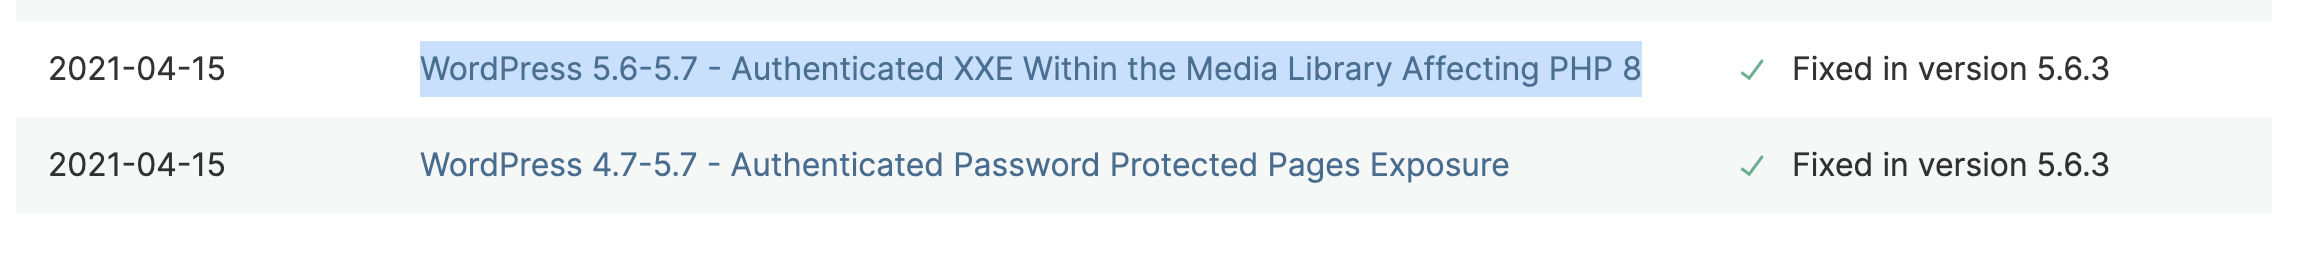 2021-04-15 WordPress 5.6-5.7 - Authenticated XXE Within the Media Library Affecting PHP 8 ✓ Fixed in version 5.6.3
2021-04-15 WordPress 4.7-5.7 - Authenticated Password Protected Pages Exposure ✓ Fixed in version 5.6.3